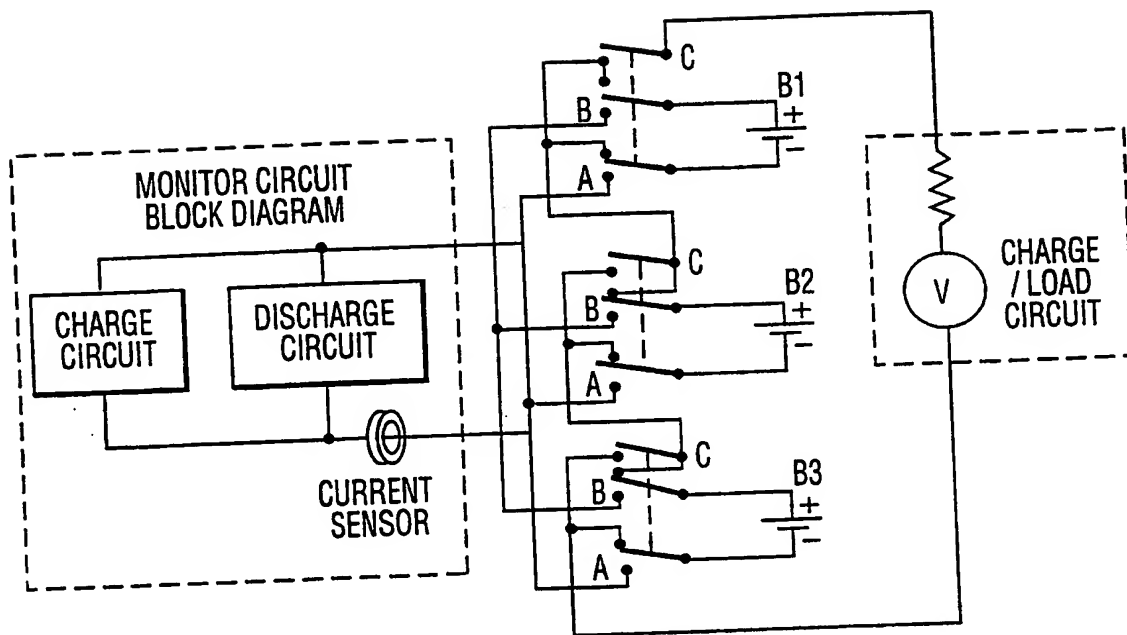 MONITOR CIRCUIT
BLOCK DIAGRAM
CHARGE
CIRCUIT
DISCHARGE
CIRCUIT
CURRENT
SENSOR
C
B
A
B1
+
−
C
B
A
B2
+
−
C
B
A
B3
+
−
V
CHARGE
/ LOAD
CIRCUIT